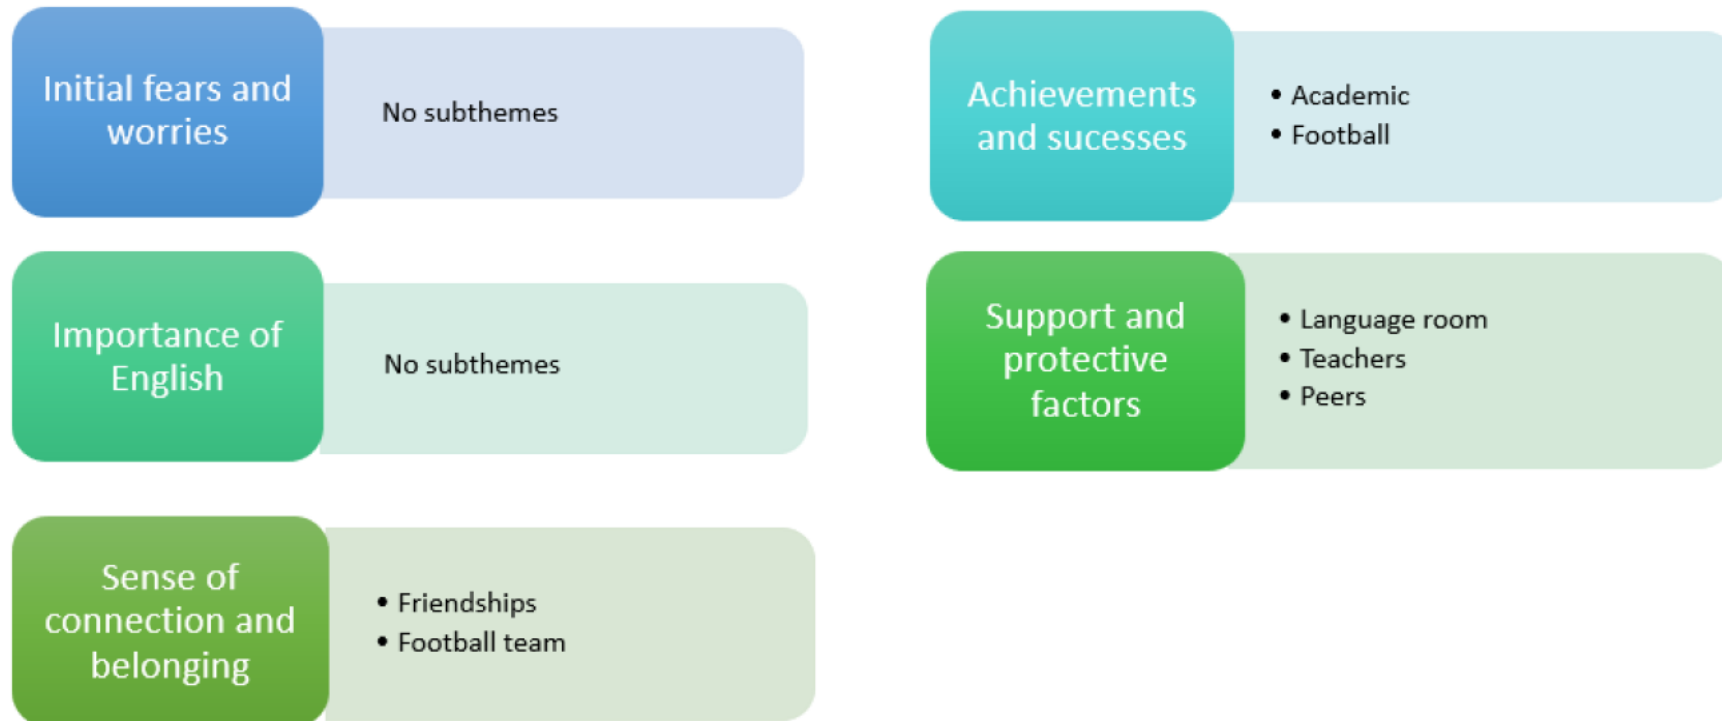 Initial fears and
worries
No subthemes
Importance of
English
No subthemes
Sense of
connection and
belonging
• Friendships
• Football team
Achievements
and sucesses
• Academic
• Football
Support and
protective
factors
• Language room
• Teachers
• Peers